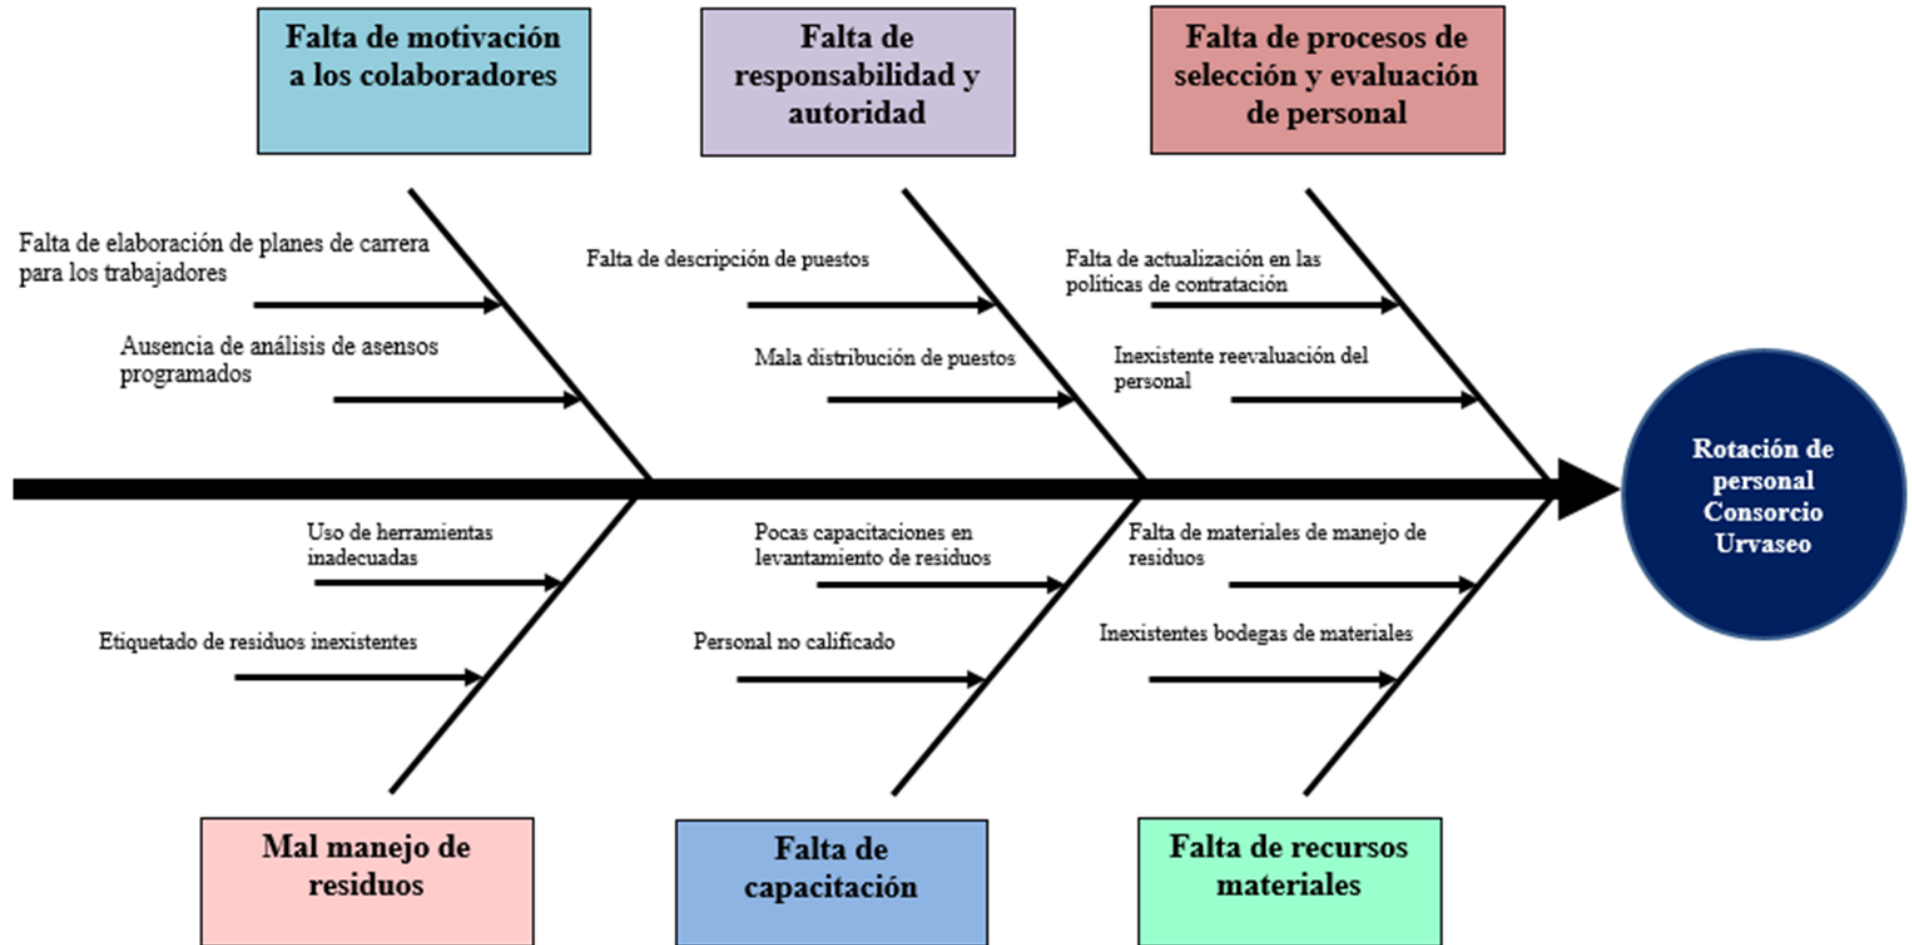 Falta de motivación
a los colaboradores
Falta de
responsabilidad y
autoridad
Falta de procesos de
selección y evaluación
de personal
Falta de elaboración de planes de carrera
para los trabajadores
Ausencia de análisis de asensos
programados
Falta de descripción de puestos
Mala distribución de puestos
Falta de actualización en las
políticas de contratación
Inexistente reevaluación del
personal
Rotación de
personal
Consorcio
Urvaseo
Uso de herramientas
inadecuadas
Etiquetado de residuos inexistentes
Pocas capacitaciones en
levantamiento de residuos
Personal no calificado
Falta de materiales de manejo de
residuos
Inexistentes bodegas de materiales
Mal manejo de
residuos
Falta de
capacitación
Falta de recursos
materiales